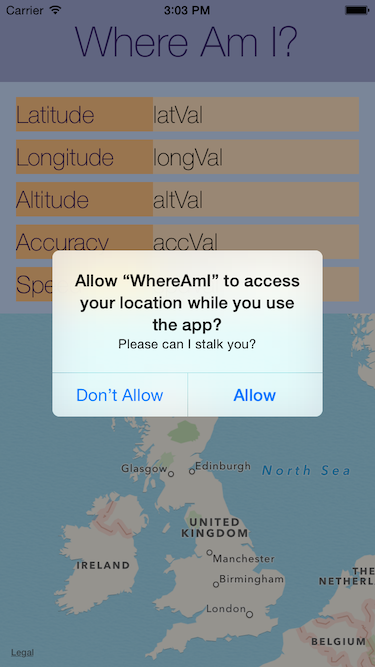 Carrier 3:03 PM
Where Am I?
Latitude latVal
Longitude longVal
Altitude altVal
Accuracy accVal
Spe
Allow “WhereAmI” to access
your location while you use
the app?
Please can I stalk you?
Don’t Allow Allow
Glasgow Edinburgh North Sea
UNITED
KINGDOM
Manchester
IRELAND
THE
Birmingham
NETHERL
London
BELGIUM
Legal